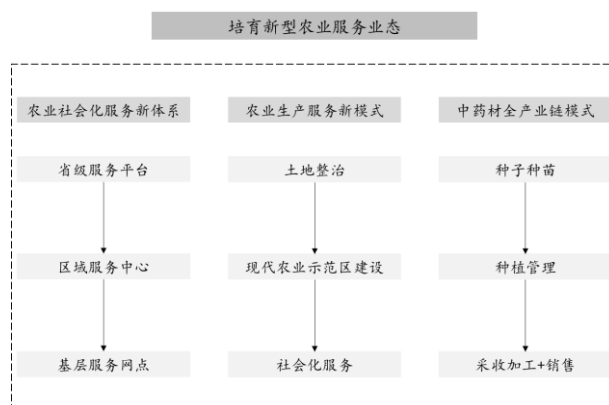 培育新型农业服务业态
农业社会化服务新体系
农业生产服务新模式
中药材全产业链模式
省级服务平台
土地整治
种子种苗
区域服务中心
现代农业示范区建设
种植管理
基层服务网点
社会化服务
采收加工+销售